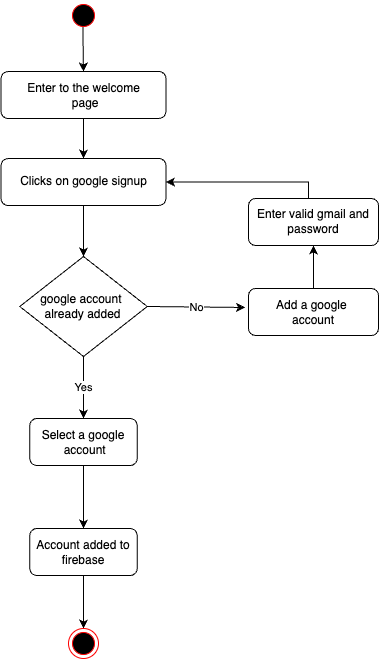 Enter to the welcome
page
Clicks on google signup
Enter valid gmail and
password
google account
already added
No
Add a google
account
Yes
Select a google
account
Account added to
firebase